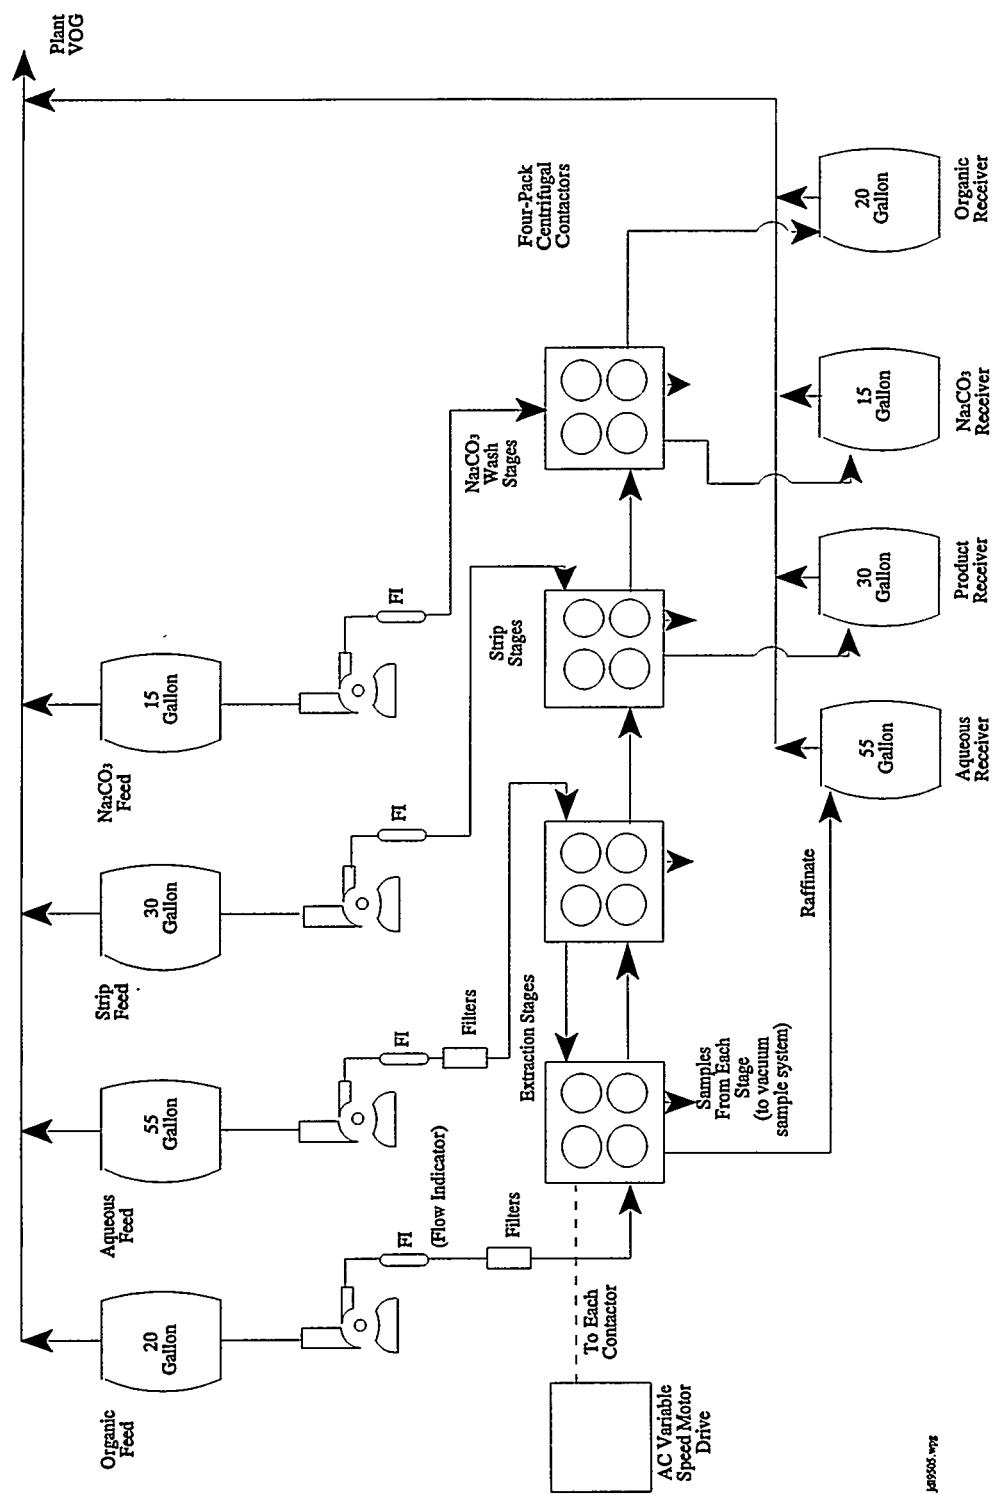 Plant
VOG
Organic
Feed
20
Gallon
Aqueous
Feed
55
Gallon
Strip
Feed
30
Gallon
Na2CO3
Feed
15
Gallon
FI
(Flow Indicator)
Filters
FI
Filters
FI
FI
AC Variable
Speed Motor
Drive
To Each
Contactor
Extraction Stages
Strip
Stages
Na2CO3
Wash
Stages
Four-Pack
Centrifugal
Contactors
Samples
From Each
Stage
(to vacuum
sample system)
Raffinate
55
Gallon
Aqueous
Receiver
30
Gallon
Product
Receiver
15
Gallon
Na2CO3
Receiver
20
Gallon
Organic
Receiver